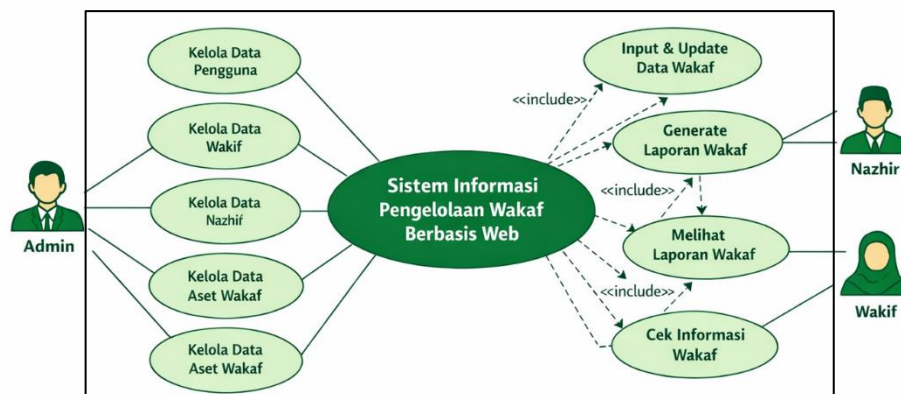 Kelola Data
Pengguna
Kelola Data
Wakif
Kelola Data
Nazhif
Kelola Data
Aset Wakaf
Kelola Data
Aset Wakaf
Admin
Sistem Informasi
Pengelolaan Wakaf
Berbasis Web
<<include>>
<<include>>
<<include>>
Input & Update
Data Wakaf
Generate
Laporan Wakaf
Melihat
Laporan Wakaf
Cek Informasi
Wakaf
Nazhir
Wakif